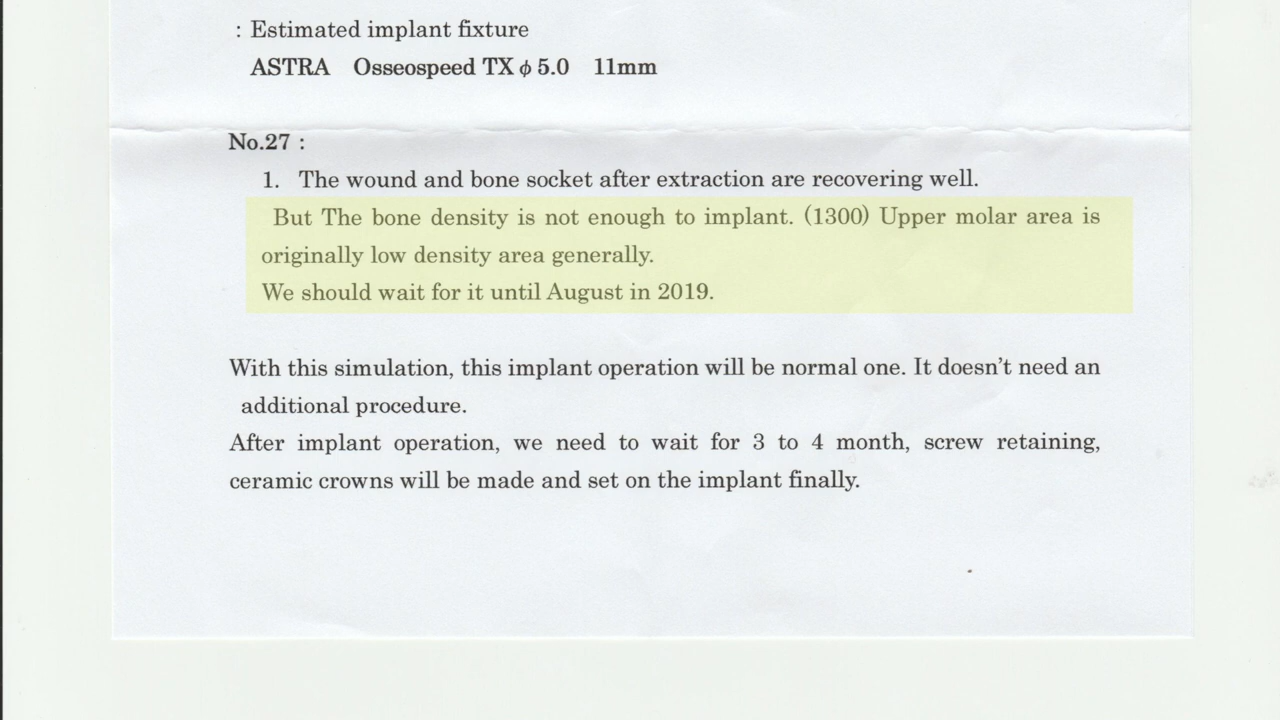 : Estimated implant fixture
ASTRA Osseospeed TX ϕ 5.0 11mm
No.27 :
1. The wound and bone socket after extraction are recovering well.
But The bone density is not enough to implant. (1300) Upper molar area is
originally low density area generally.
We should wait for it until August in 2019.
With this simulation, this implant operation will be normal one. It doesn't need an
additional procedure.
After implant operation, we need to wait for 3 to 4 month, screw retaining,
ceramic crowns will be made and set on the implant finally.